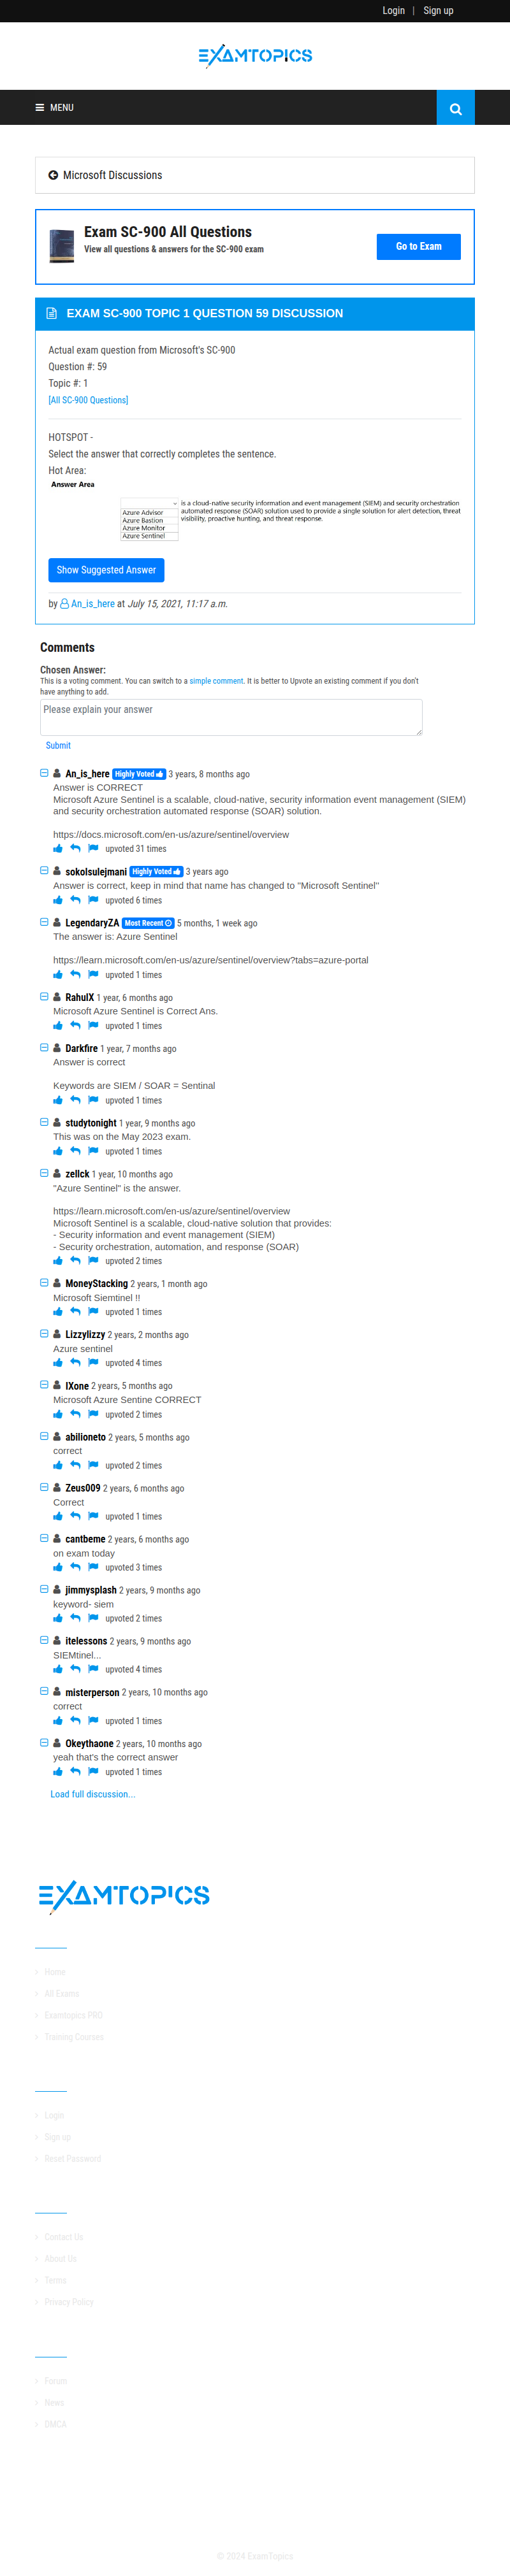 Login | Sign up
EXAMTOPICS
MENU
Microsoft Discussions
Exam SC-900 All Questions
View all questions & answers for the SC-900 exam
Go to Exam
EXAM SC-900 TOPIC 1 QUESTION 59 DISCUSSION
Actual exam question from Microsoft's SC-900
Question #: 59
Topic #: 1
[All SC-900 Questions]
HOTSPOT -
Select the answer that correctly completes the sentence.
Hot Area:
Answer Area
is a cloud-native security information and event management (SIEM) and security orchestration
automated response (SOAR) solution used to provide a single solution for alert detection, threat
visibility, proactive hunting, and threat response.
Azure Advisor
Azure Bastion
Azure Monitor
Azure Sentinel
Show Suggested Answer
by An_is_here at July 15, 2021, 11:17 a.m.
Comments
Chosen Answer:
This is a voting comment. You can switch to a simple comment. It is better to Upvote an existing comment if you don't
have anything to add.
Please explain your answer
Submit
An_is_here Highly Voted 3 years, 8 months ago
Answer is CORRECT
Microsoft Azure Sentinel is a scalable, cloud-native, security information event management (SIEM)
and security orchestration automated response (SOAR) solution.
https://docs.microsoft.com/en-us/azure/sentinel/overview
upvoted 31 times
sokolsulejmani Highly Voted 3 years ago
Answer is correct, keep in mind that name has changed to "Microsoft Sentinel"
upvoted 6 times
LegendaryZA Most Recent 5 months, 1 week ago
The answer is: Azure Sentinel
https://learn.microsoft.com/en-us/azure/sentinel/overview?tabs=azure-portal
upvoted 1 times
RahulX 1 year, 6 months ago
Microsoft Azure Sentinel is Correct Ans.
upvoted 1 times
Darkfire 1 year, 7 months ago
Answer is correct
Keywords are SIEM / SOAR = Sentinal
upvoted 1 times
studytonight 1 year, 9 months ago
This was on the May 2023 exam.
upvoted 1 times
zellck 1 year, 10 months ago
"Azure Sentinel" is the answer.
https://learn.microsoft.com/en-us/azure/sentinel/overview
Microsoft Sentinel is a scalable, cloud-native solution that provides:
- Security information and event management (SIEM)
- Security orchestration, automation, and response (SOAR)
upvoted 2 times
MoneyStacking 2 years, 1 month ago
Microsoft Siemtinel !!
upvoted 1 times
Lizzylizzy 2 years, 2 months ago
Azure sentinel
upvoted 4 times
IXone 2 years, 5 months ago
Microsoft Azure Sentine CORRECT
upvoted 2 times
abilioneto 2 years, 5 months ago
correct
upvoted 2 times
Zeus009 2 years, 6 months ago
Correct
upvoted 1 times
cantbeme 2 years, 6 months ago
on exam today
upvoted 3 times
jimmysplash 2 years, 9 months ago
keyword- siem
upvoted 2 times
itelessons 2 years, 9 months ago
SIEMtinel...
upvoted 4 times
misterperson 2 years, 10 months ago
correct
upvoted 1 times
Okeythaone 2 years, 10 months ago
yeah that's the correct answer
upvoted 1 times
Load full discussion...
EXAMTOPICS
Home
All Exams
Examtopics PRO
Training Courses
Login
Sign up
Reset Password
Contact Us
About Us
Terms
Privacy Policy
Forum
News
DMCA
© 2024 ExamTopics